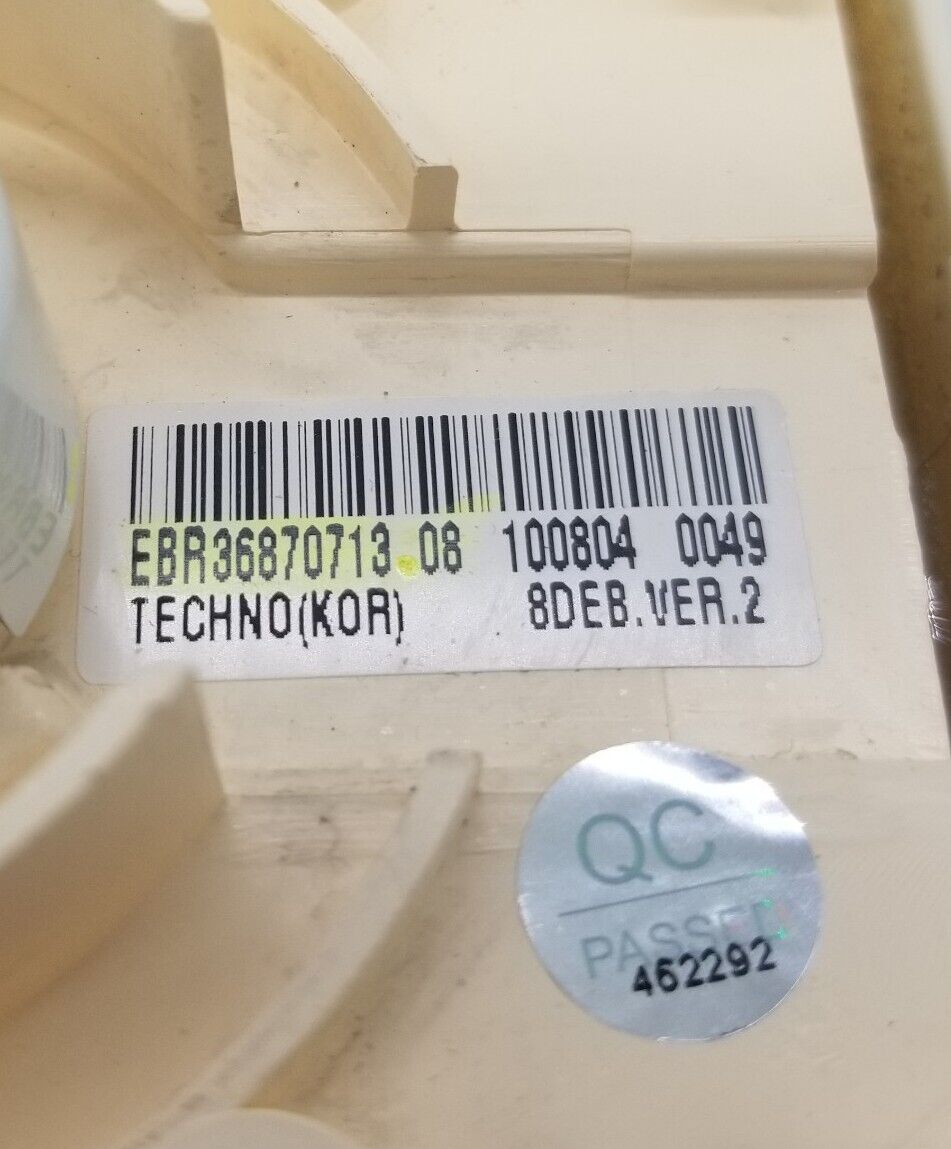 EBR36870713.08 100804 0049
TECHNO(KOR) 8DEB.VER.2
QC
PASSED
462292